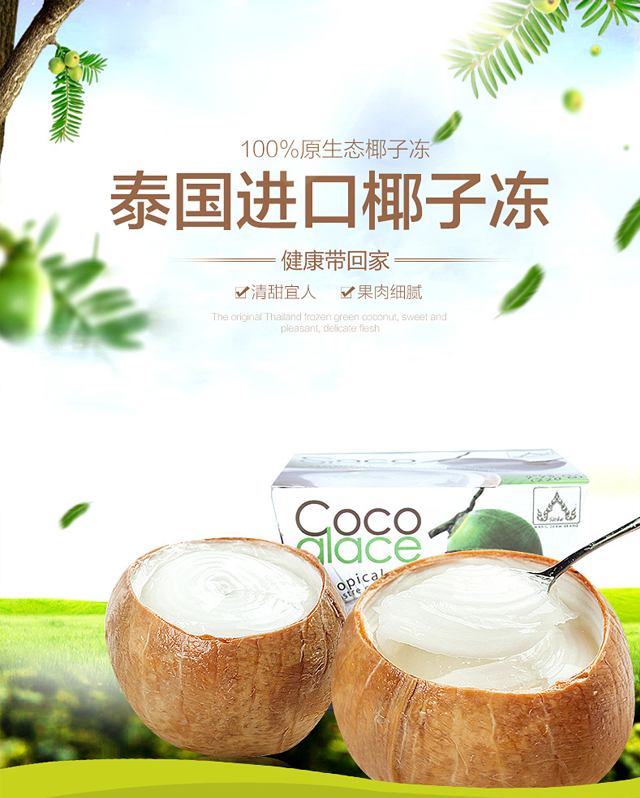 100%原生态椰子冻
泰国进口椰子冻
健康带回家
清甜宜人 果肉细腻
The original Thailand frozen green coconut, sweet and
pleasant, delicate flesh
Coco
glace